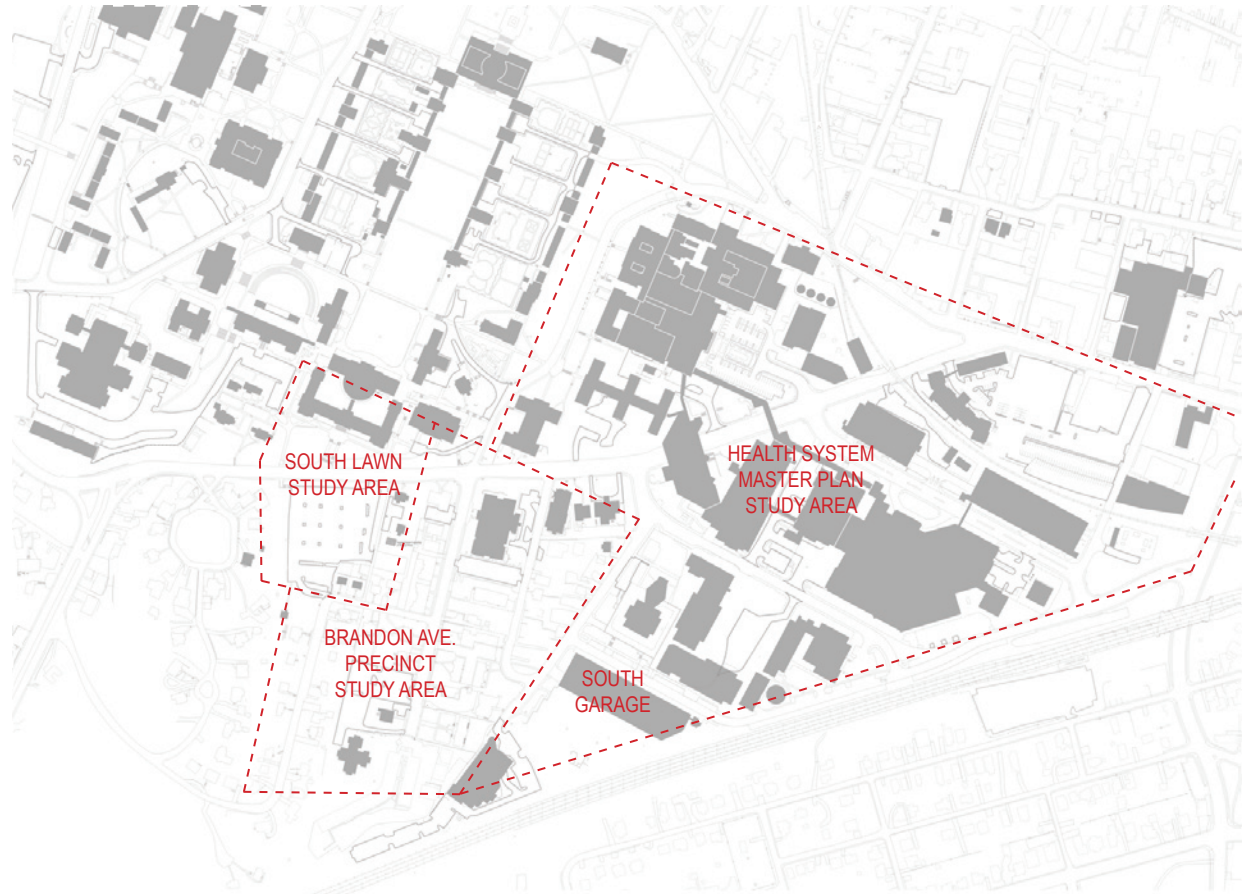 HEALTH SYSTEM
MASTER PLAN
STUDY AREA
SOUTH LAWN
STUDY AREA
BRANDON AVE.
PRECINCT
STUDY AREA
SOUTH
GARAGE